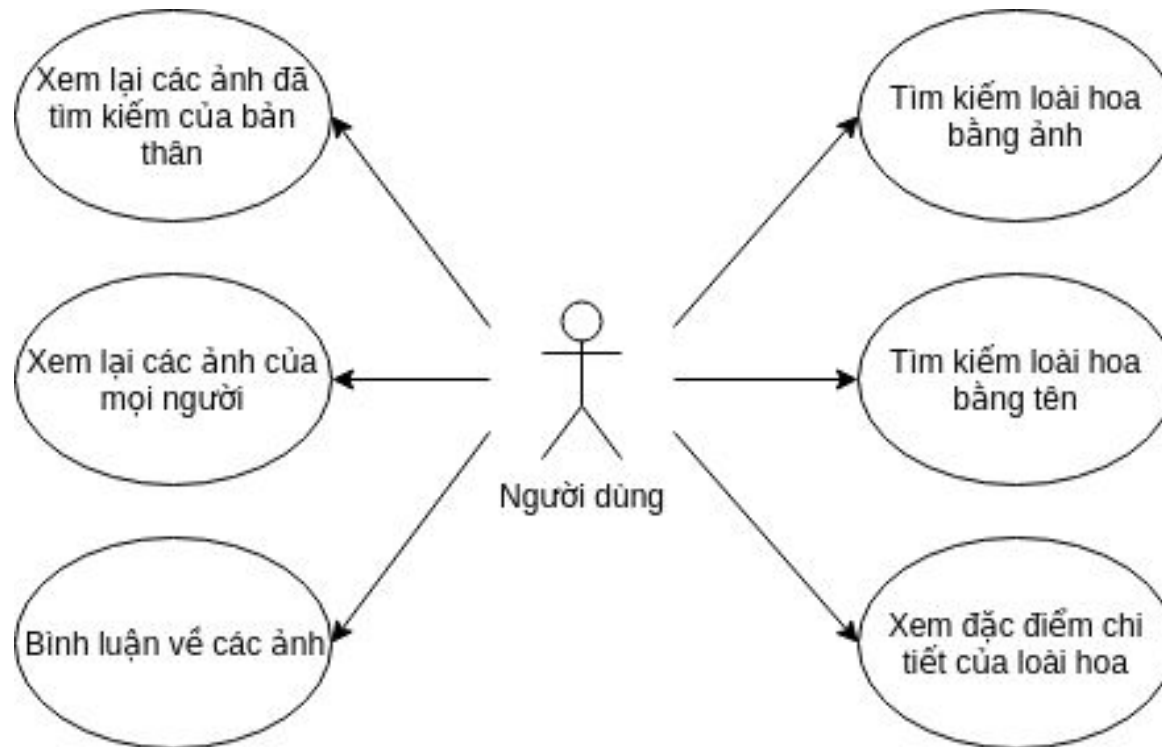 Xem lại các ảnh đã
tìm kiếm của bản
thân
Tìm kiếm loài hoa
bằng ảnh
Xem lại các ảnh của
mọi người
Tìm kiếm loài hoa
bằng tên
Người dùng
Bình luận về các ảnh
Xem đặc điểm chi
tiết của loài hoa